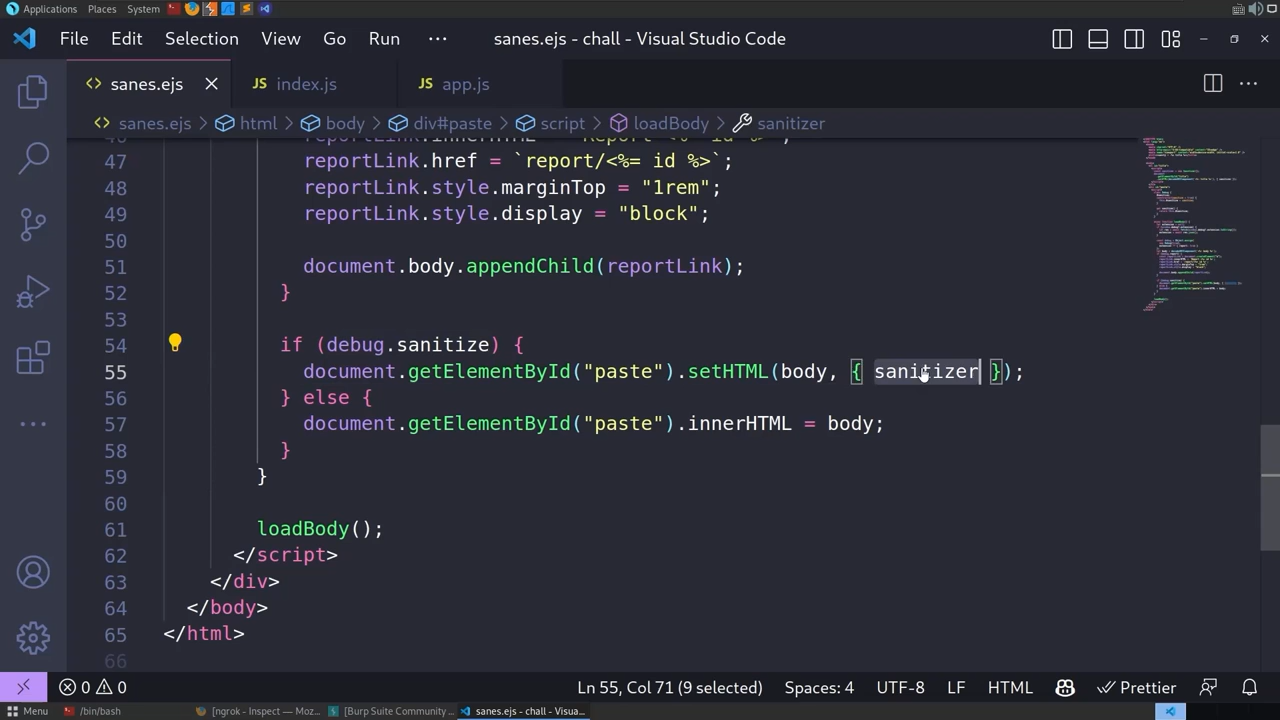 Applications Places System
File Edit Selection View Go Run ··· sanes.ejs - chall - Visual Studio Code
sanes.ejs JS index.js JS app.js
sanes.ejs > html > body > div#paste > script > loadBody > sanitizer
47 reportLink.href = `report/<%= id %>`;
48 reportLink.style.marginTop = "1rem";
49 reportLink.style.display = "block";
50
51 document.body.appendChild(reportLink);
52 }
53
54 if (debug.sanitize) {
55 document.getElementById("paste").setHTML(body, { sanitizer });
56 } else {
57 document.getElementById("paste").innerHTML = body;
58 }
59 }
60
61 loadBody();
62 </script>
63 </div>
64 </body>
65 </html>
66
0 0 Ln 55, Col 71 (9 selected) Spaces: 4 UTF-8 LF HTML Prettier
Menu /bin/bash [ngrok - Inspect — Moz... [Burp Suite Community ... sanes.ejs - chall - Visua...